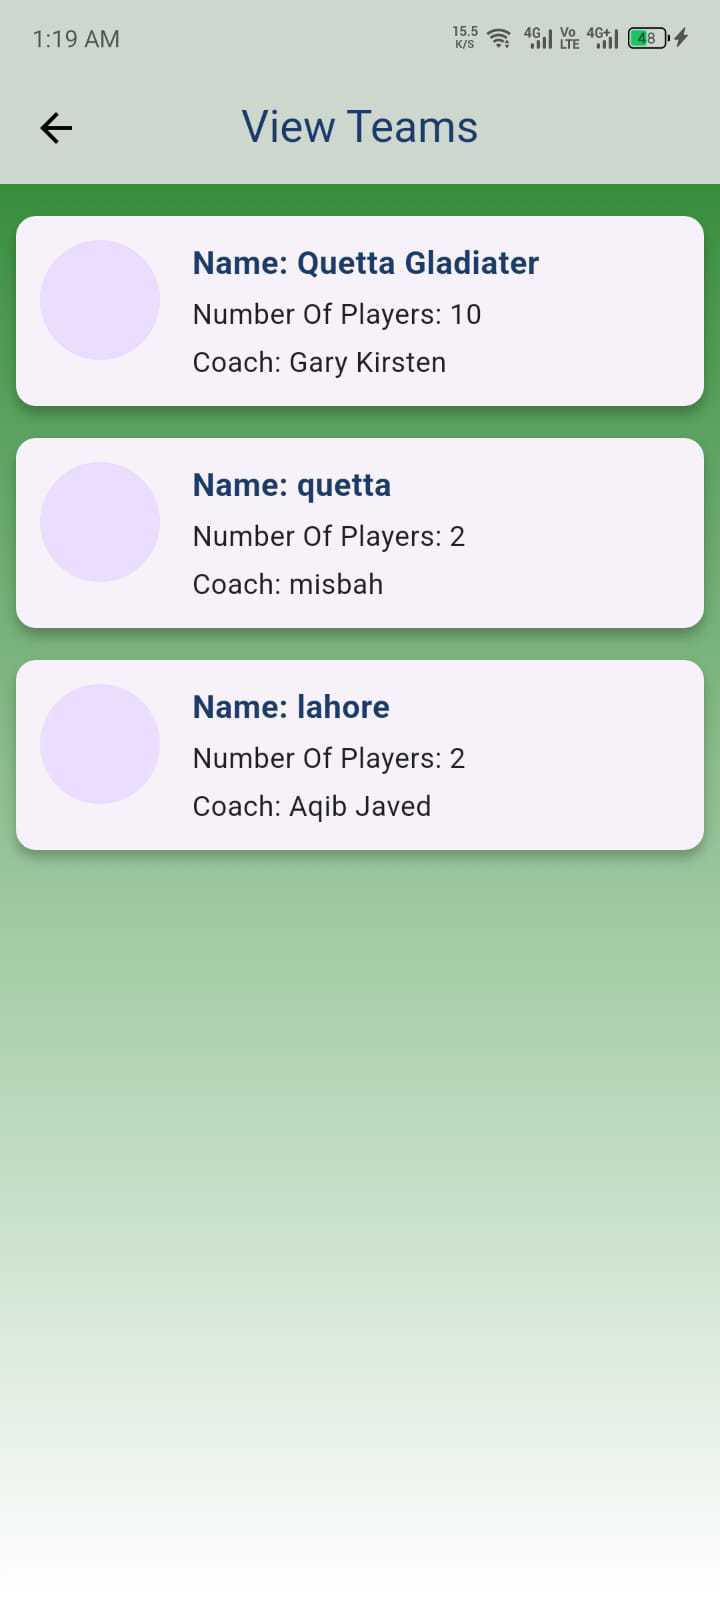 1:19 AM 15.5 K/S 4G Vo LTE 4G+ 48
View Teams
Name: Quetta Gladiater
Number Of Players: 10
Coach: Gary Kirsten
Name: quetta
Number Of Players: 2
Coach: misbah
Name: lahore
Number Of Players: 2
Coach: Aqib Javed